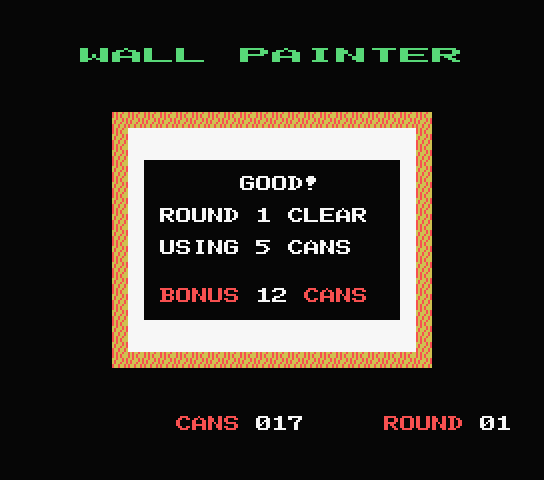 WALL PAINTER
GOOD!
ROUND 1 CLEAR
USING 5 CANS
BONUS 12 CANS
CANS 017 ROUND 01